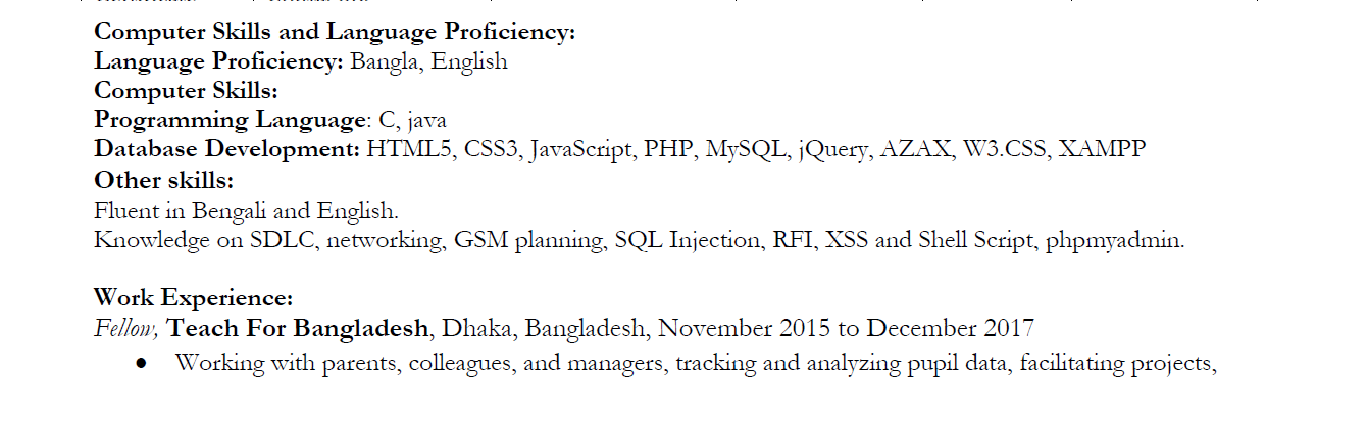 Computer Skills and Language Proficiency:
Language Proficiency: Bangla, English
Computer Skills:
Programming Language: C, java
Database Development: HTML5, CSS3, JavaScript, PHP, MySQL, jQuery, AZAX, W3.CSS, XAMPP
Other skills:
Fluent in Bengali and English.
Knowledge on SDLC, networking, GSM planning, SQL Injection, RFI, XSS and Shell Script, phpmyadmin.
Work Experience:
Fellow, Teach For Bangladesh, Dhaka, Bangladesh, November 2015 to December 2017
● Working with parents, colleagues, and managers, tracking and analyzing pupil data, facilitating projects,